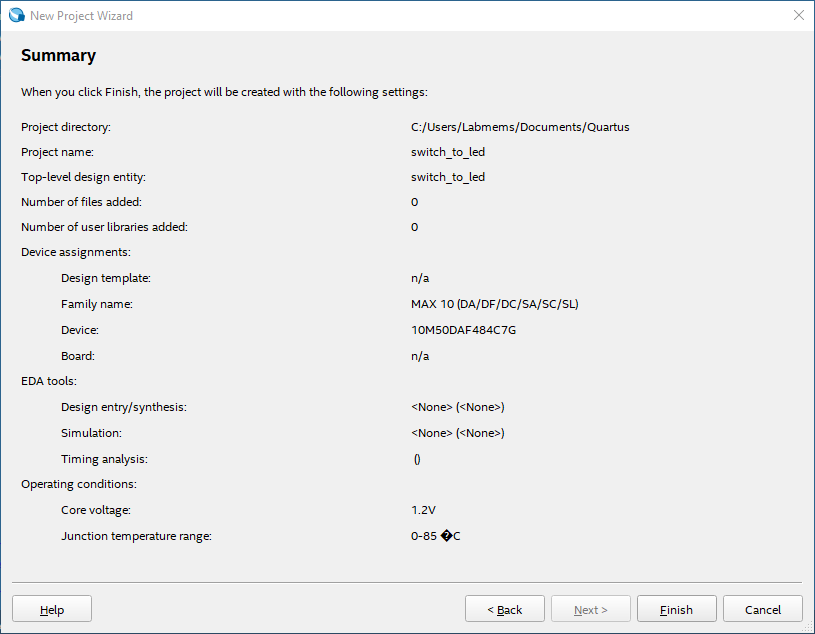 New Project Wizard
Summary
When you click Finish, the project will be created with the following settings:
Project directory: C:/Users/Labmems/Documents/Quartus
Project name: switch_to_led
Top-level design entity: switch_to_led
Number of files added: 0
Number of user libraries added: 0
Device assignments:
Design template: n/a
Family name: MAX 10 (DA/DF/DC/SA/SC/SL)
Device: 10M50DAF484C7G
Board: n/a
EDA tools:
Design entry/synthesis: <None> (<None>)
Simulation: <None> (<None>)
Timing analysis: ()
Operating conditions:
Core voltage: 1.2V
Junction temperature range: 0-85 �C
Help < Back Next > Finish Cancel